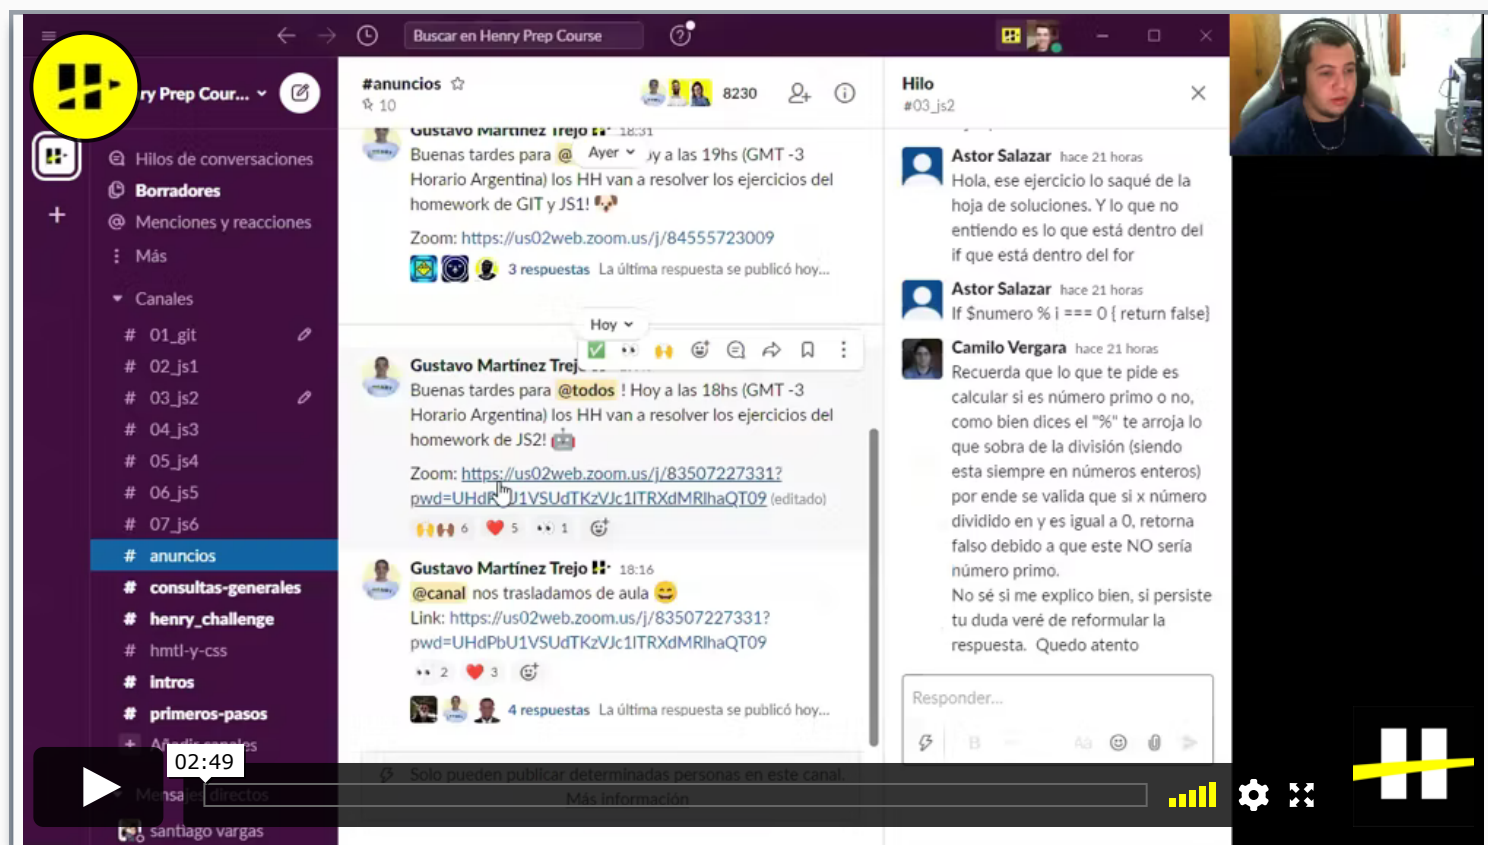 Buscar en Henry Prep Course
ry Prep Cour...
Hilos de conversaciones
Borradores
Menciones y reacciones
Más
Canales
# 01_git
# 02_js1
# 03_js2
# 04_js3
# 05_js4
# 06_js5
# 07_js6
# anuncios
# consultas-generales
# henry_challenge
# hmtl-y-css
# intros
# primeros-pasos
Añadir canales
Mensajes directos
santiago vargas
#anuncios
10
8230
Gustavo Martínez Trejo 18:31
Ayer
Buenas tardes para @ oy a las 19hs (GMT -3
Horario Argentina) los HH van a resolver los ejercicios del
homework de GIT y JS1!
Zoom: https://us02web.zoom.us/j/84555723009
3 respuestas La última respuesta se publicó hoy...
Hoy
Gustavo Martínez Trej
Buenas tardes para @todos ! Hoy a las 18hs (GMT -3
Horario Argentina) los HH van a resolver los ejercicios del
homework de JS2!
Zoom: https://us02web.zoom.us/j/83507227331?
pwd=UHdPbU1VSUdTKzVJc1lTRXdMRlhaQT09 (editado)
6 5 1
Gustavo Martínez Trejo 18:16
@canal nos trasladamos de aula
Link: https://us02web.zoom.us/j/83507227331?
pwd=UHdPbU1VSUdTKzVJc1lTRXdMRlhaQT09
2 3
4 respuestas La última respuesta se publicó hoy...
Solo pueden publicar determinadas personas en este canal.
Más información
Hilo
#03_js2
Astor Salazar hace 21 horas
Hola, ese ejercicio lo saqué de la
hoja de soluciones. Y lo que no
entiendo es lo que está dentro del
if que está dentro del for
Astor Salazar hace 21 horas
If $numero % i === 0 { return false}
Camilo Vergara hace 21 horas
Recuerda que lo que te pide es
calcular si es número primo o no,
como bien dices el "%" te arroja lo
que sobra de la división (siendo
esta siempre en números enteros)
por ende se valida que si x número
dividido en y es igual a 0, retorna
falso debido a que este NO sería
número primo.
No sé si me explico bien, si persiste
tu duda veré de reformular la
respuesta. Quedo atento
Responder...
B
Aa
02:49